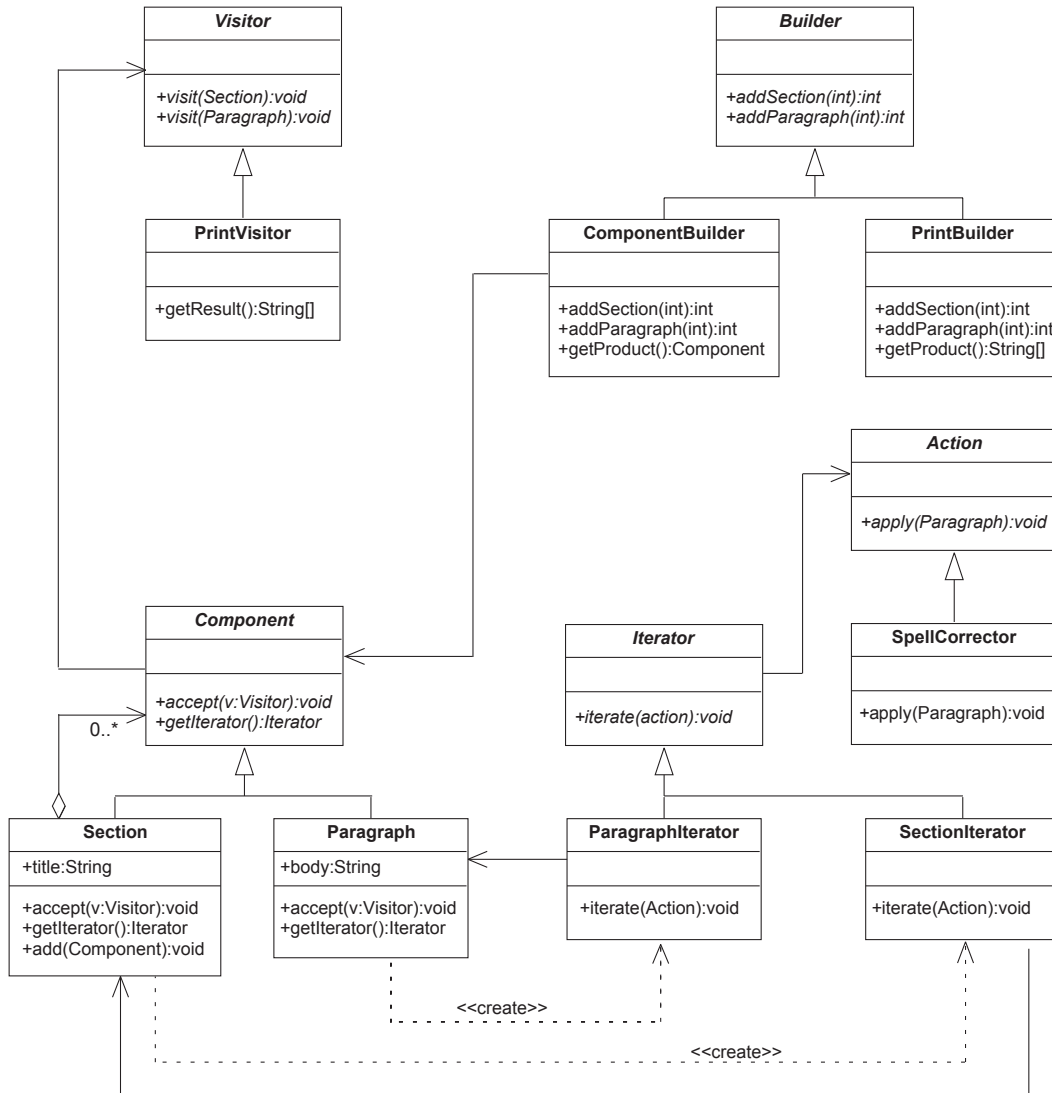 Visitor
+visit(Section):void
+visit(Paragraph):void
Builder
+addSection(int):int
+addParagraph(int):int
PrintVisitor
+getResult():String[]
ComponentBuilder
+addSection(int):int
+addParagraph(int):int
+getProduct():Component
PrintBuilder
+addSection(int):int
+addParagraph(int):int
+getProduct():String[]
Action
+apply(Paragraph):void
Component
+accept(v:Visitor):void
+getIterator():Iterator
0..*
Iterator
+iterate(action):void
SpellCorrector
+apply(Paragraph):void
Section
+title:String
+accept(v:Visitor):void
+getIterator():Iterator
+add(Component):void
Paragraph
+body:String
+accept(v:Visitor):void
+getIterator():Iterator
ParagraphIterator
+iterate(Action):void
SectionIterator
+iterate(Action):void
<<create>>
<<create>>